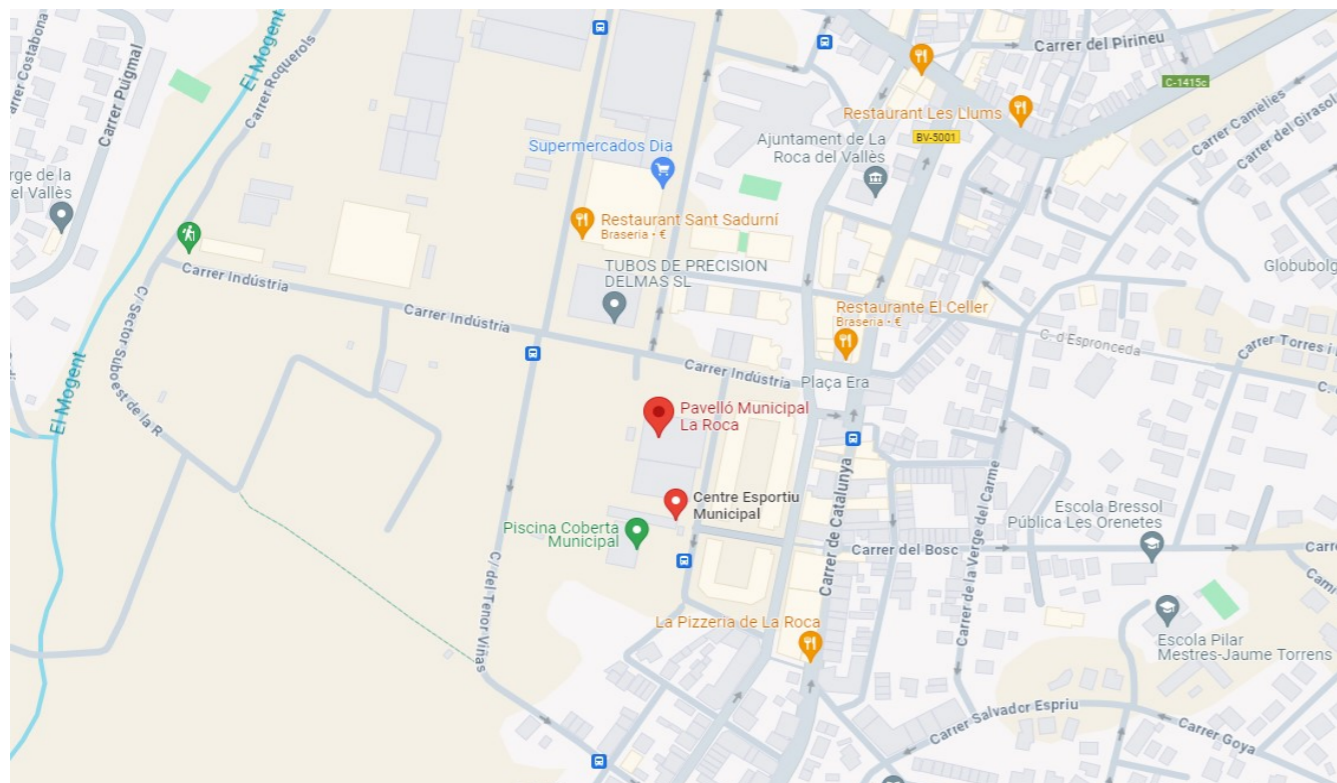 Carrer Costabona
Carrer Puigmal
El Mogent
Carrer Roquerols
Carrer del Pirineu
C-1415c
Restaurant Les Llums
BV-5001
Carrer Camèlies
Carrer del Girasol
Supermercados Dia
Ajuntament de La
Roca del Vallès
rge de la
el Vallès
Restaurant Sant Sadurní
Braseria · €
Carrer Indústria
TUBOS DE PRECISION
DELMAS SL
Globubolg
C/ Sector Suboest de la R
Carrer Indústria
Restaurante El Celler
Braseria · €
C. d'Espronceda
Carrer Torres i
El Mogent
Carrer Indústria
Plaça Era
C.
Pavelló Municipal
La Roca
Centre Esportiu
Municipal
Carrer de Catalunya
Carrer de la Verge del Carme
Escola Bressol
Pública Les Orenetes
Piscina Coberta
Municipal
Carrer del Bosc
Carre
Cami
C/ del Tenor Viñas
La Pizzeria de La Roca
Escola Pilar
Mestres-Jaume Torrens
Carrer Salvador Espriu
Carrer Goya